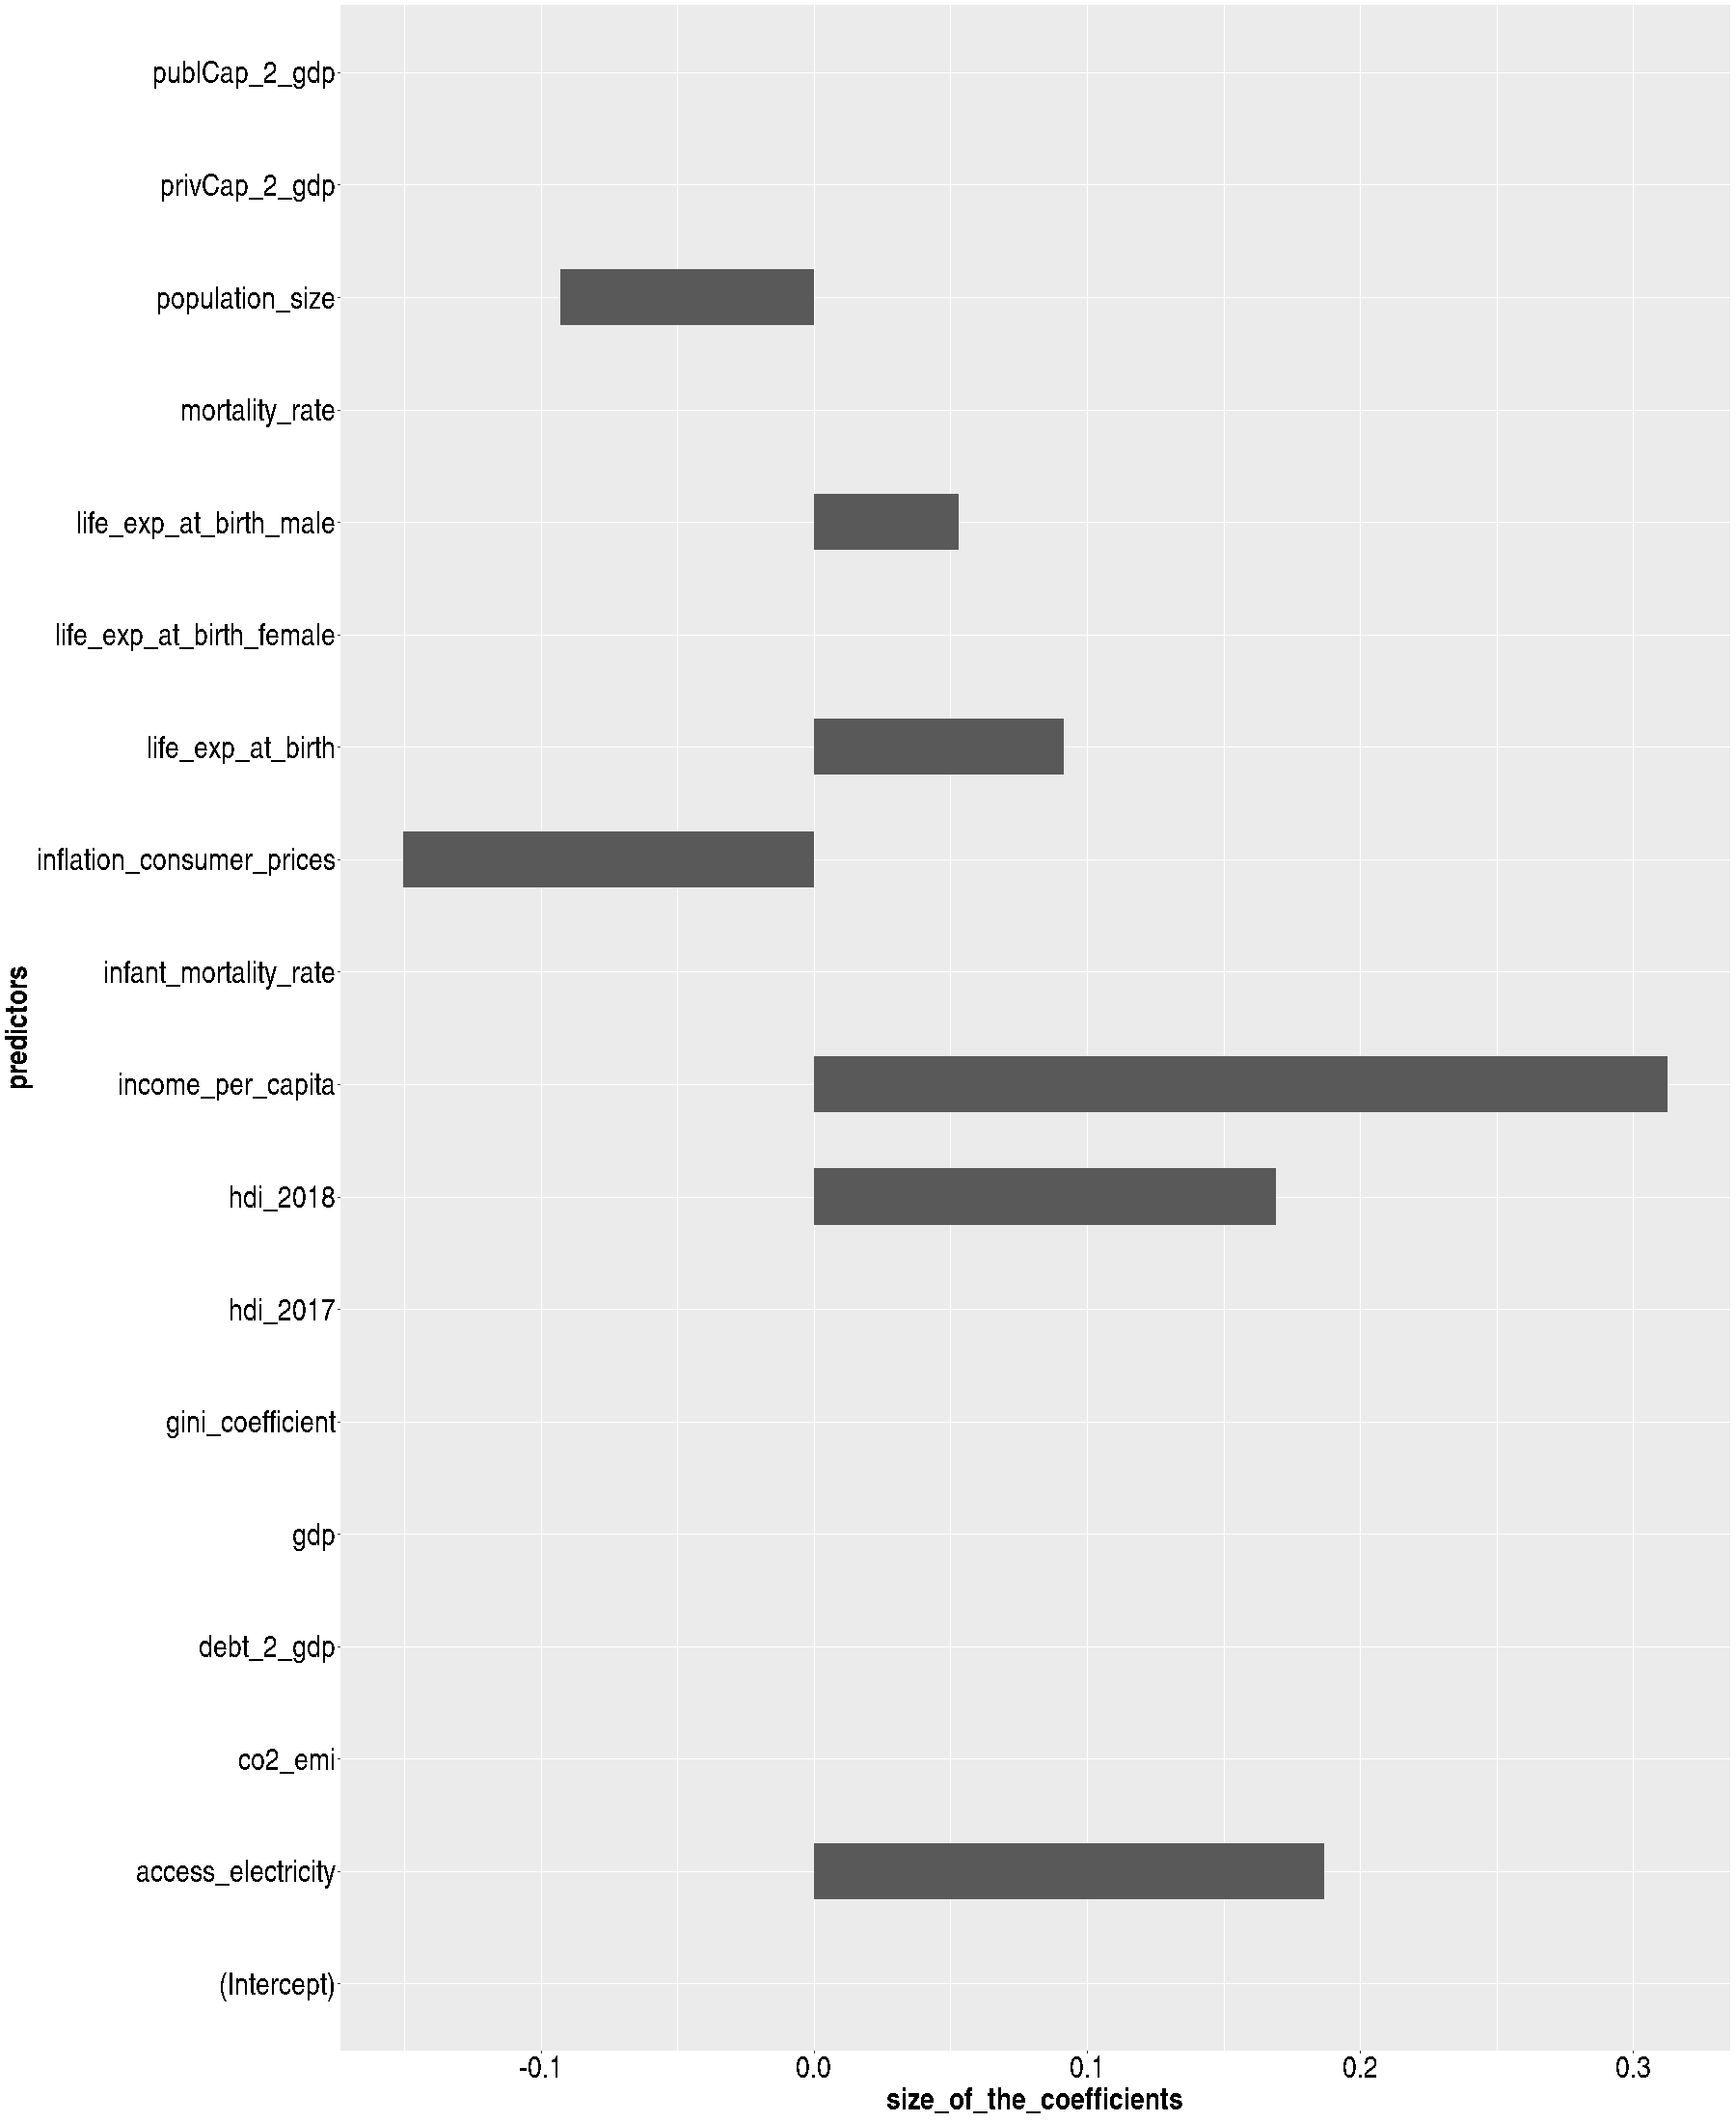 publCap_2_gdp
privCap_2_gdp
population_size
mortality_rate
life_exp_at_birth_male
life_exp_at_birth_female
life_exp_at_birth
inflation_consumer_prices
infant_mortality_rate
predictors
income_per_capita
hdi_2018
hdi_2017
gini_coefficient
gdp
debt_2_gdp
co2_emi
access_electricity
(Intercept)
-0.1 0.0 0.1 0.2 0.3
size_of_the_coefficients